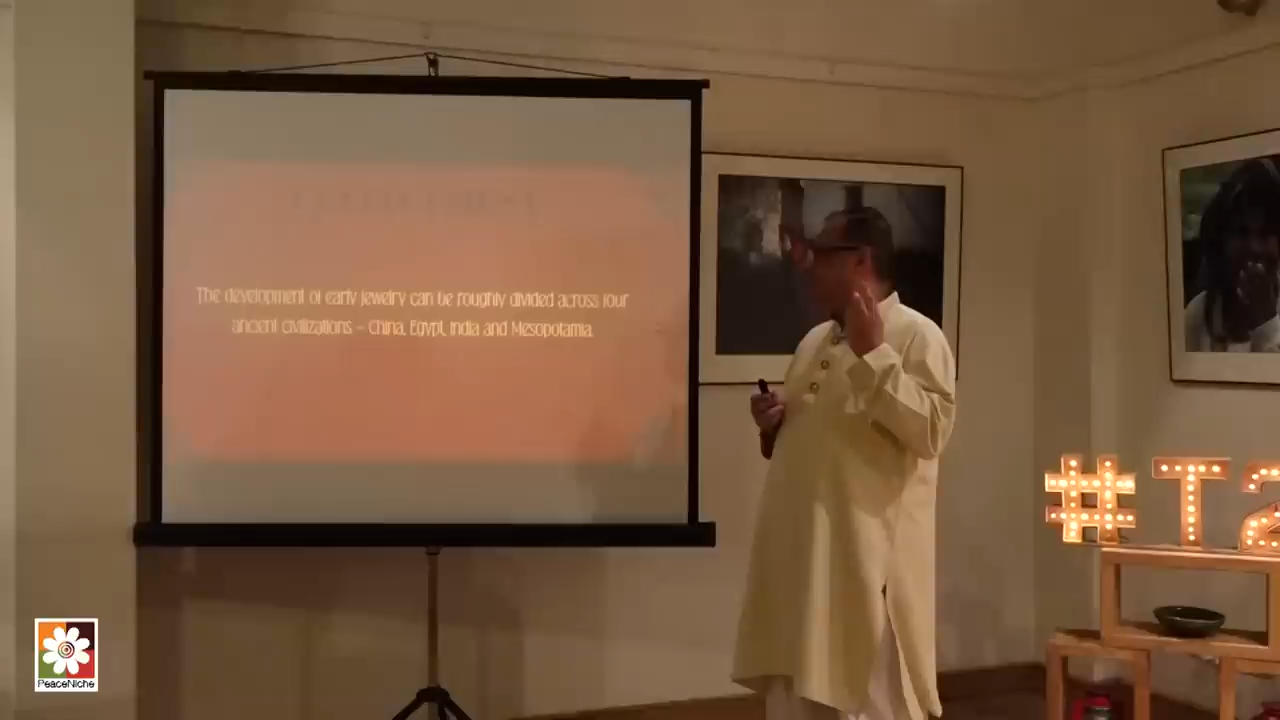 The development of early jewelry can be roughly divided across four
ancient civilizations – China, Egypt, India and Mesopotamia.
#T2
PeaceNiche